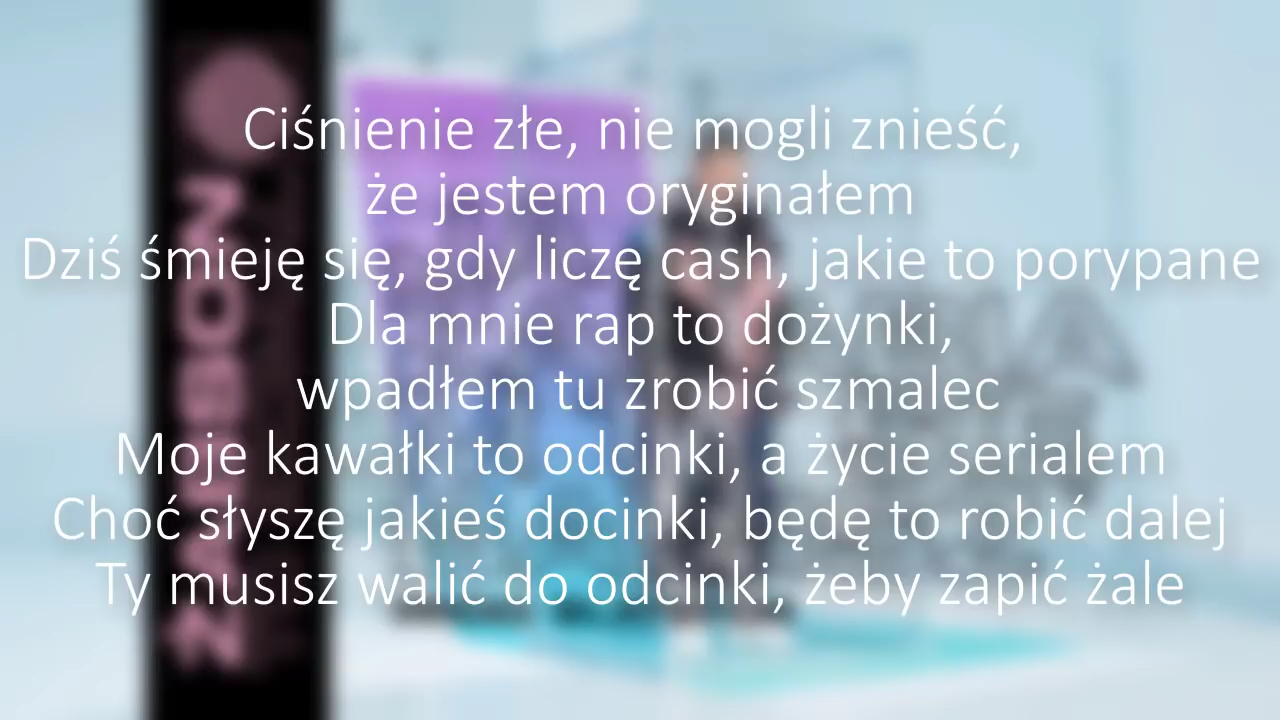 Ciśnienie złe, nie mogli znieść,
że jestem oryginałem
Dziś śmieję się, gdy liczę cash, jakie to porypane
Dla mnie rap to dożynki,
wpadłem tu zrobić szmalec
Moje kawałki to odcinki, a życie serialem
Choć słyszę jakieś docinki, będę to robić dalej
Ty musisz walić do odcinki, żeby zapić żale